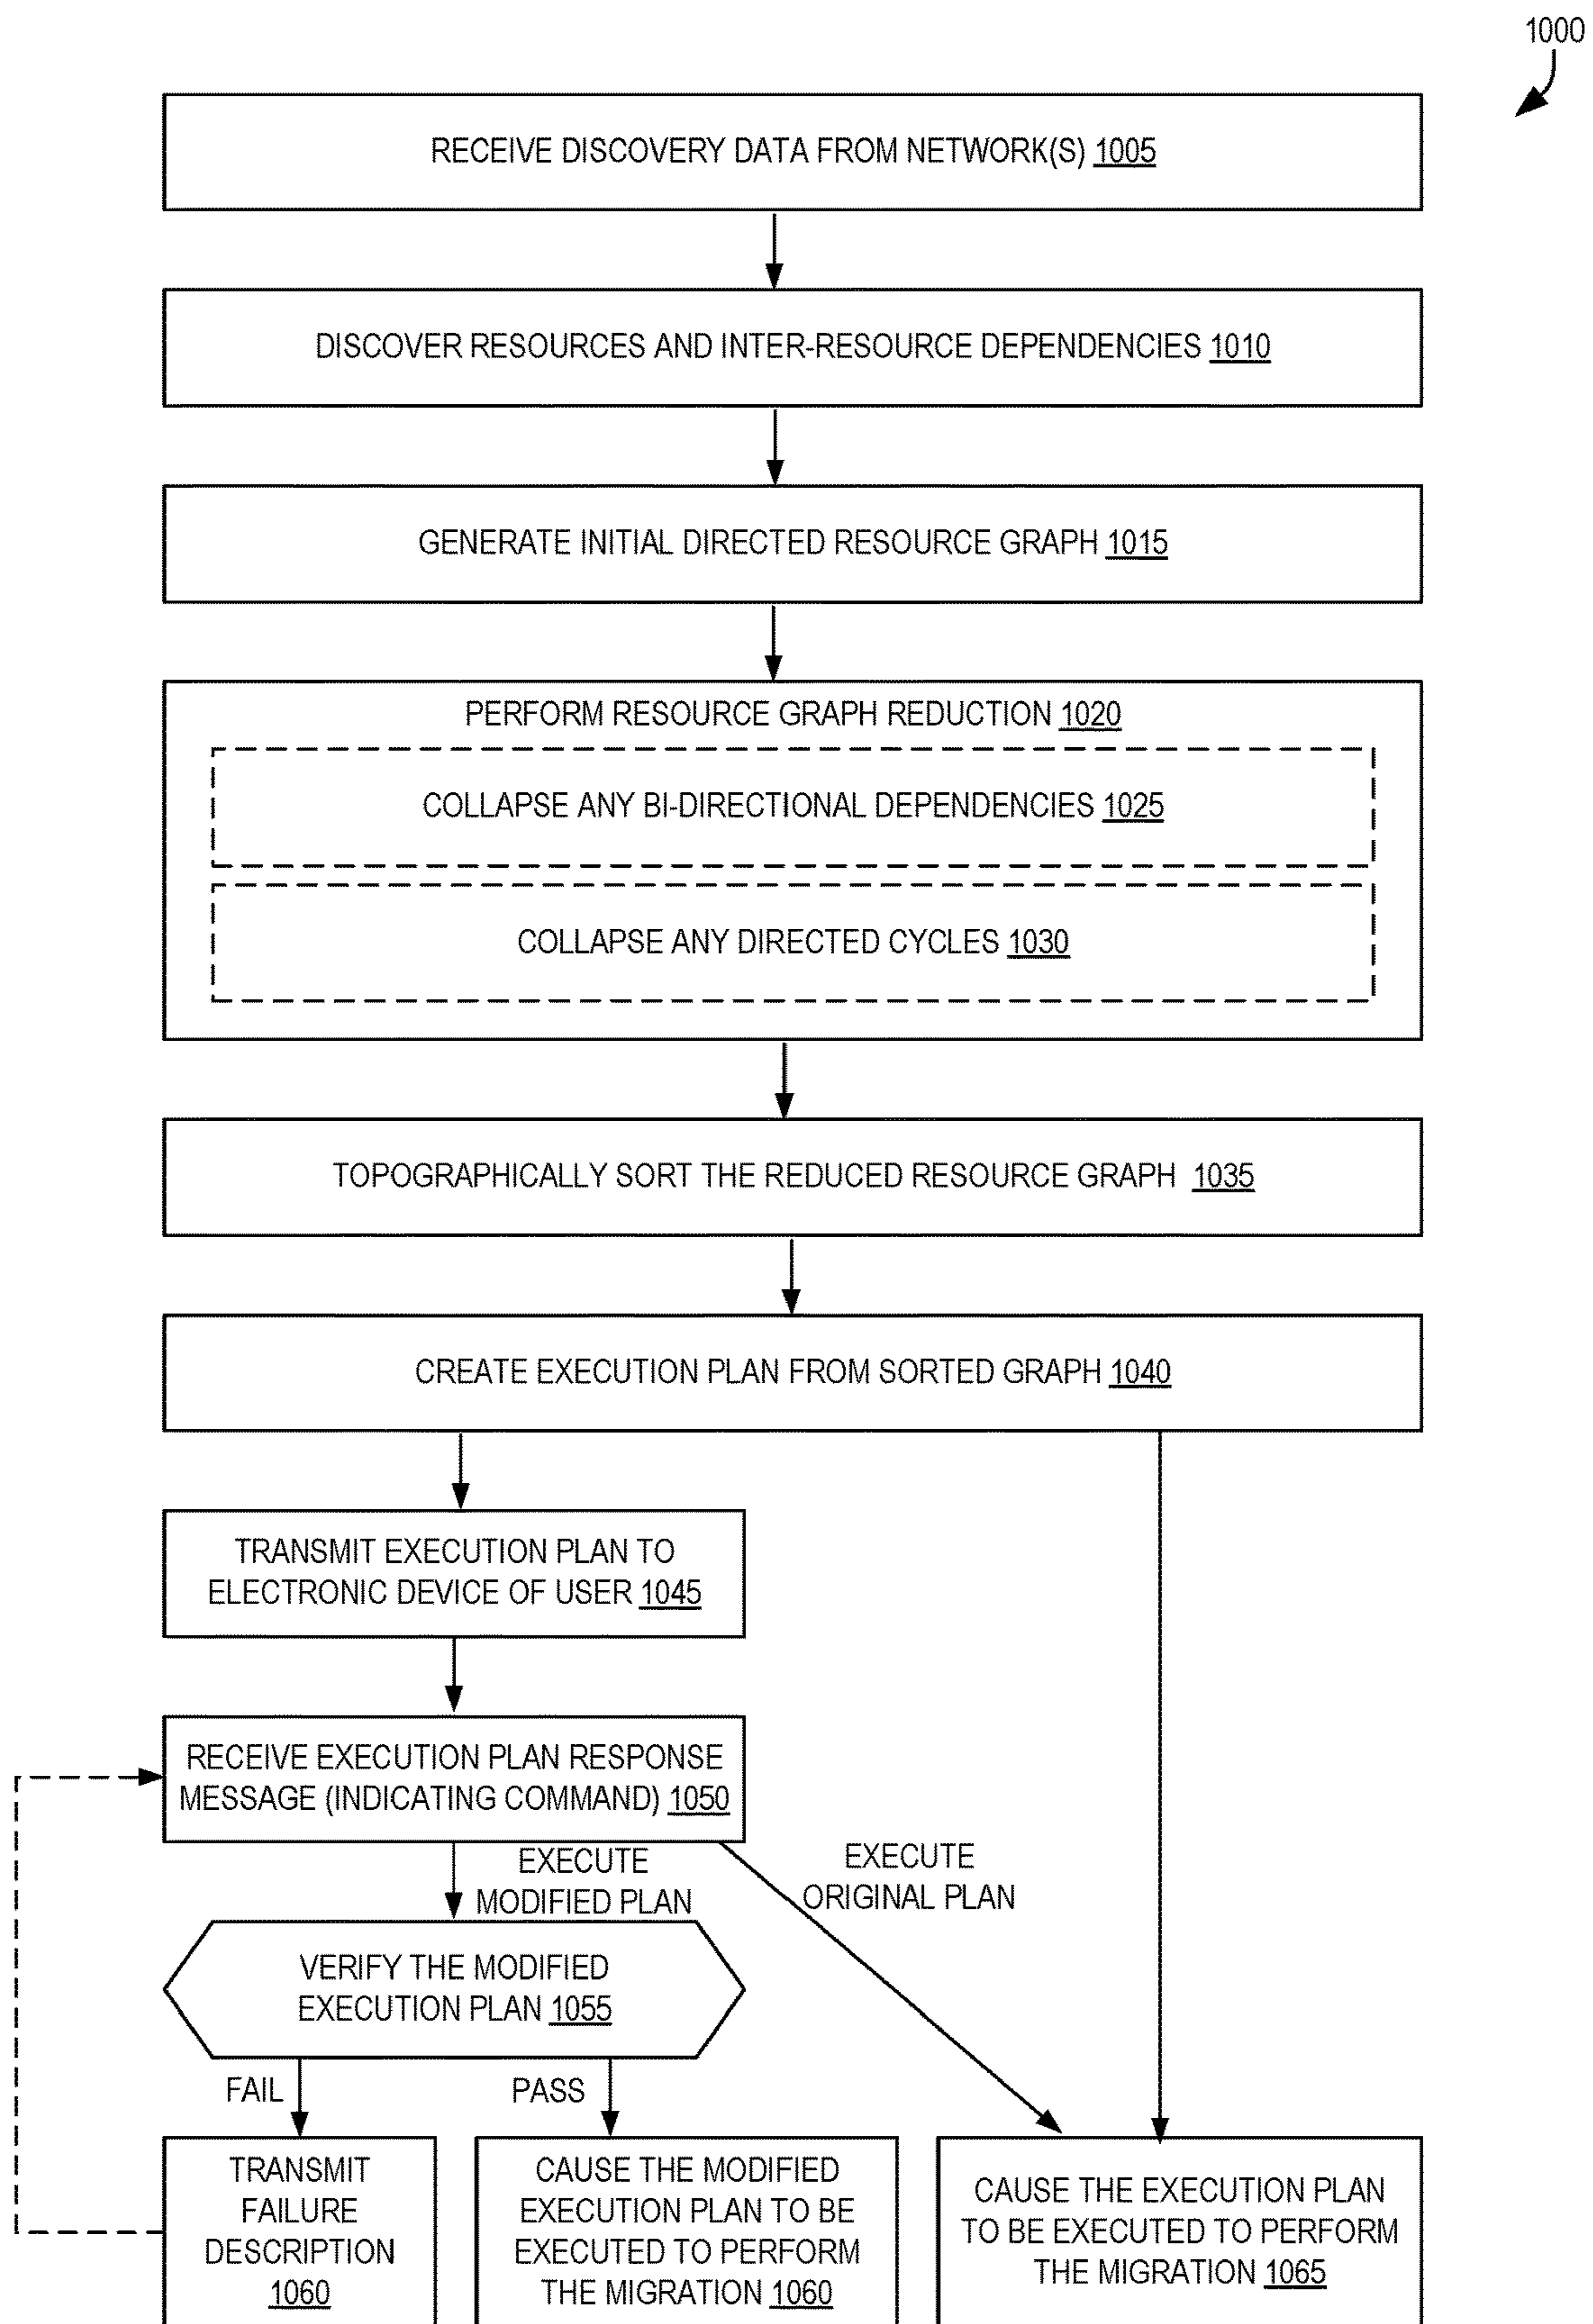 1000
RECEIVE DISCOVERY DATA FROM NETWORK(S) 1005
DISCOVER RESOURCES AND INTER-RESOURCE DEPENDENCIES 1010
GENERATE INITIAL DIRECTED RESOURCE GRAPH 1015
PERFORM RESOURCE GRAPH REDUCTION 1020
COLLAPSE ANY BI-DIRECTIONAL DEPENDENCIES 1025
COLLAPSE ANY DIRECTED CYCLES 1030
TOPOGRAPHICALLY SORT THE REDUCED RESOURCE GRAPH 1035
CREATE EXECUTION PLAN FROM SORTED GRAPH 1040
TRANSMIT EXECUTION PLAN TO
ELECTRONIC DEVICE OF USER 1045
RECEIVE EXECUTION PLAN RESPONSE
MESSAGE (INDICATING COMMAND) 1050
EXECUTE
MODIFIED PLAN
EXECUTE
ORIGINAL PLAN
VERIFY THE MODIFIED
EXECUTION PLAN 1055
FAIL
PASS
TRANSMIT
FAILURE
DESCRIPTION
1060
CAUSE THE MODIFIED
EXECUTION PLAN TO BE
EXECUTED TO PERFORM
THE MIGRATION 1060
CAUSE THE EXECUTION PLAN
TO BE EXECUTED TO PERFORM
THE MIGRATION 1065